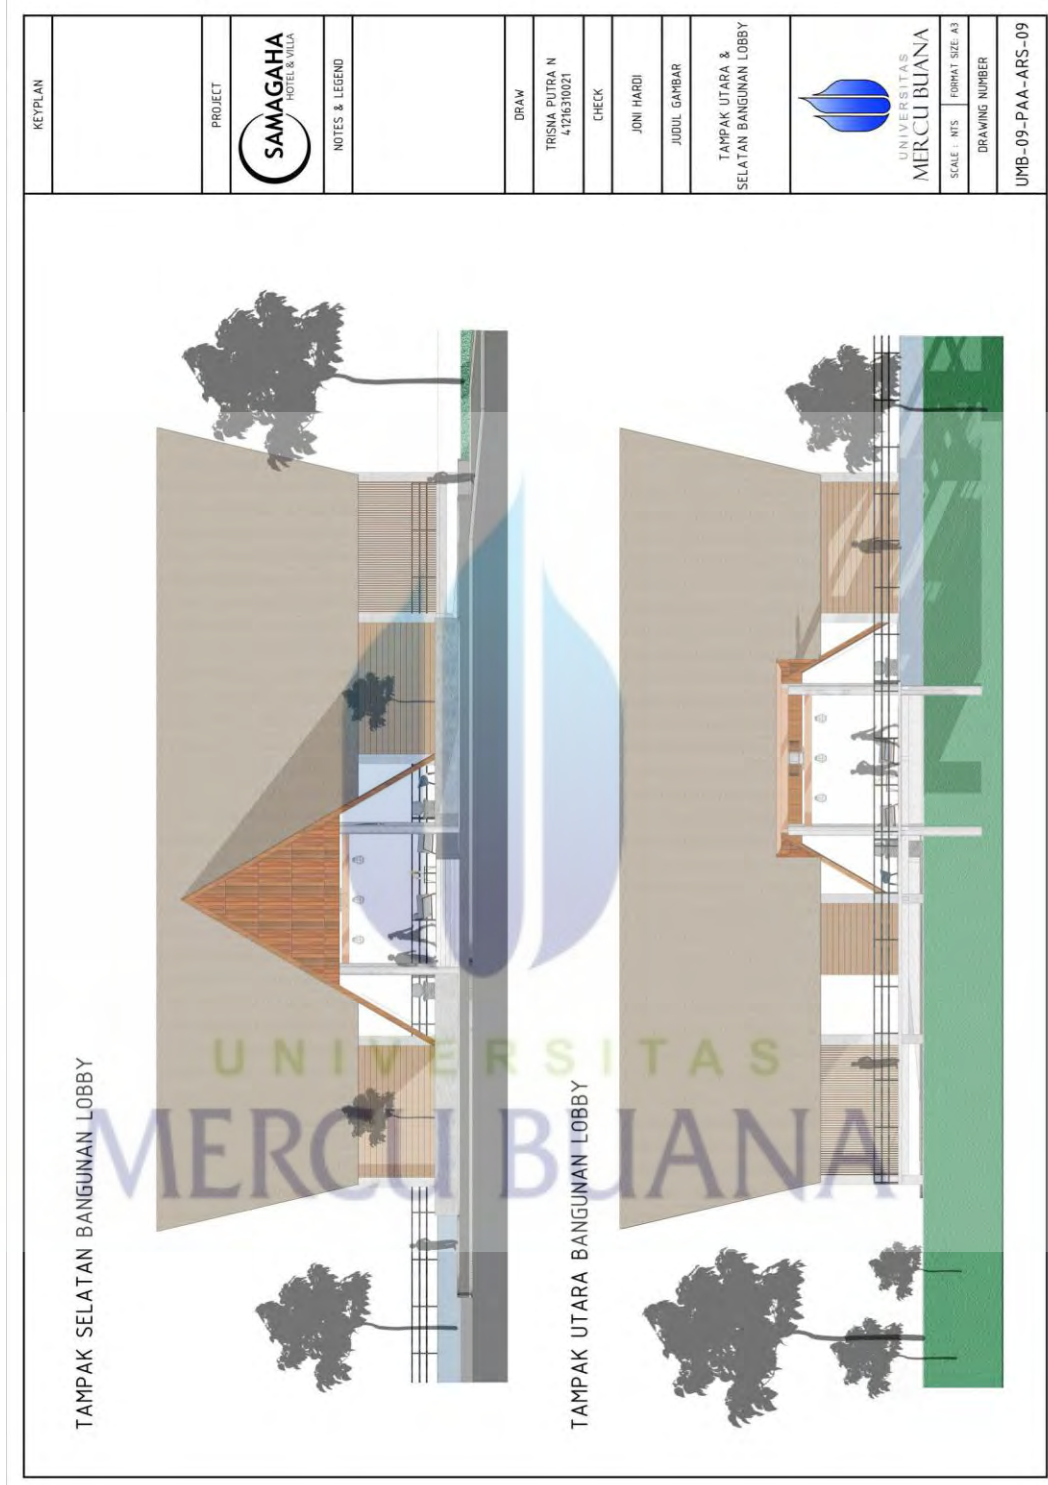 TAMPAK SELATAN BANGUNAN LOBBY
TAMPAK UTARA BANGUNAN LOBBY
UNIVERSITAS
MERCU BUANA
KEYPLAN
PROJECT
SAMAGAHA
HOTEL & VILLA
NOTES & LEGEND
DRAW
TRISNA PUTRA N
41216310021
CHECK
JONI HARDI
JUDUL GAMBAR
TAMPAK UTARA &
SELATAN BANGUNAN LOBBY
UNIVERSITAS
MERCU BUANA
SCALE : NTS FORMAT SIZE: A3
DRAWING NUMBER
UMB-09-PAA-ARS-09